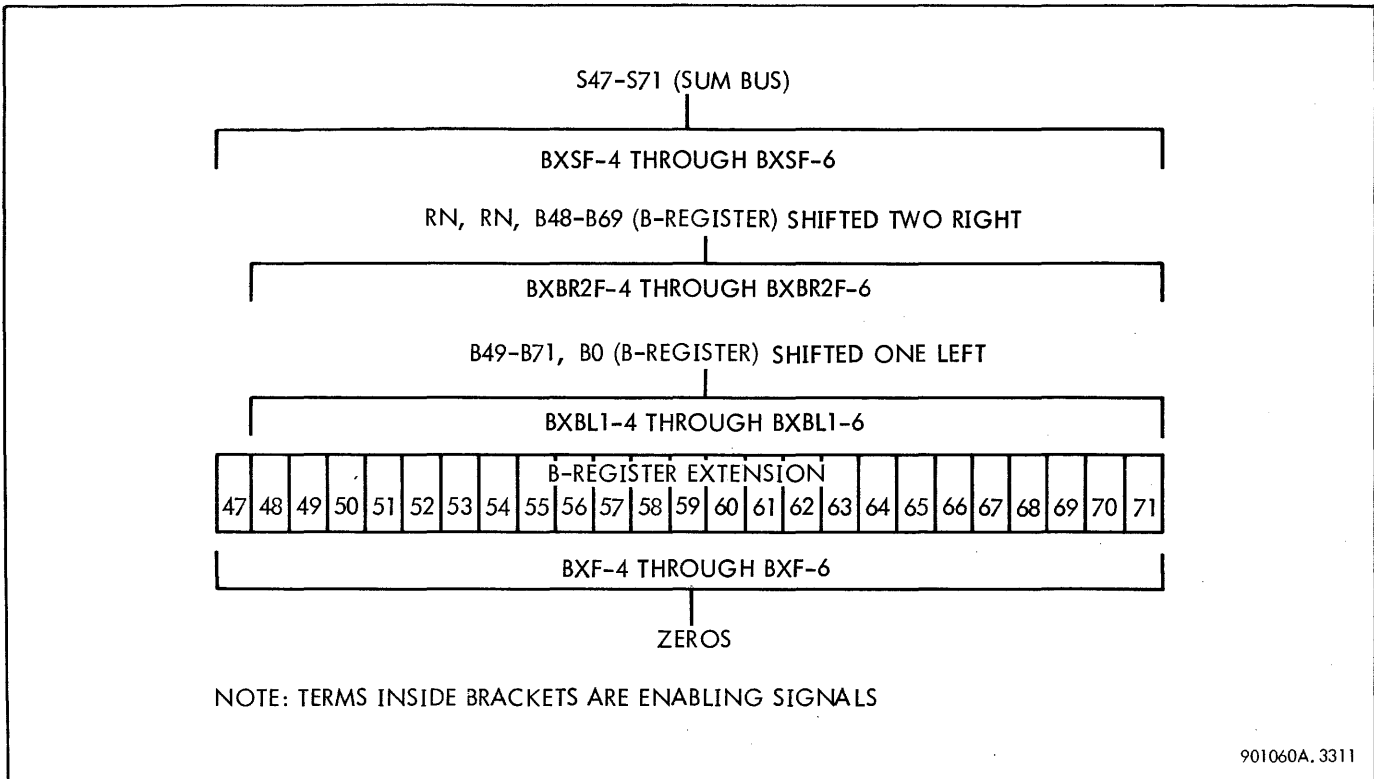 S47-S71 (SUM BUS)
BXSF-4 THROUGH BXSF-6
RN, RN, B48-B69 (B-REGISTER) SHIFTED TWO RIGHT
BXBR2F-4 THROUGH BXBR2F-6
B49-B71, B0 (B-REGISTER) SHIFTED ONE LEFT
BXBL1-4 THROUGH BXBL1-6
B-REGISTER EXTENSION
47 48 49 50 51 52 53 54 55 56 57 58 59 60 61 62 63 64 65 66 67 68 69 70 71
BXF-4 THROUGH BXF-6
ZEROS
NOTE: TERMS INSIDE BRACKETS ARE ENABLING SIGNALS
901060A.3311